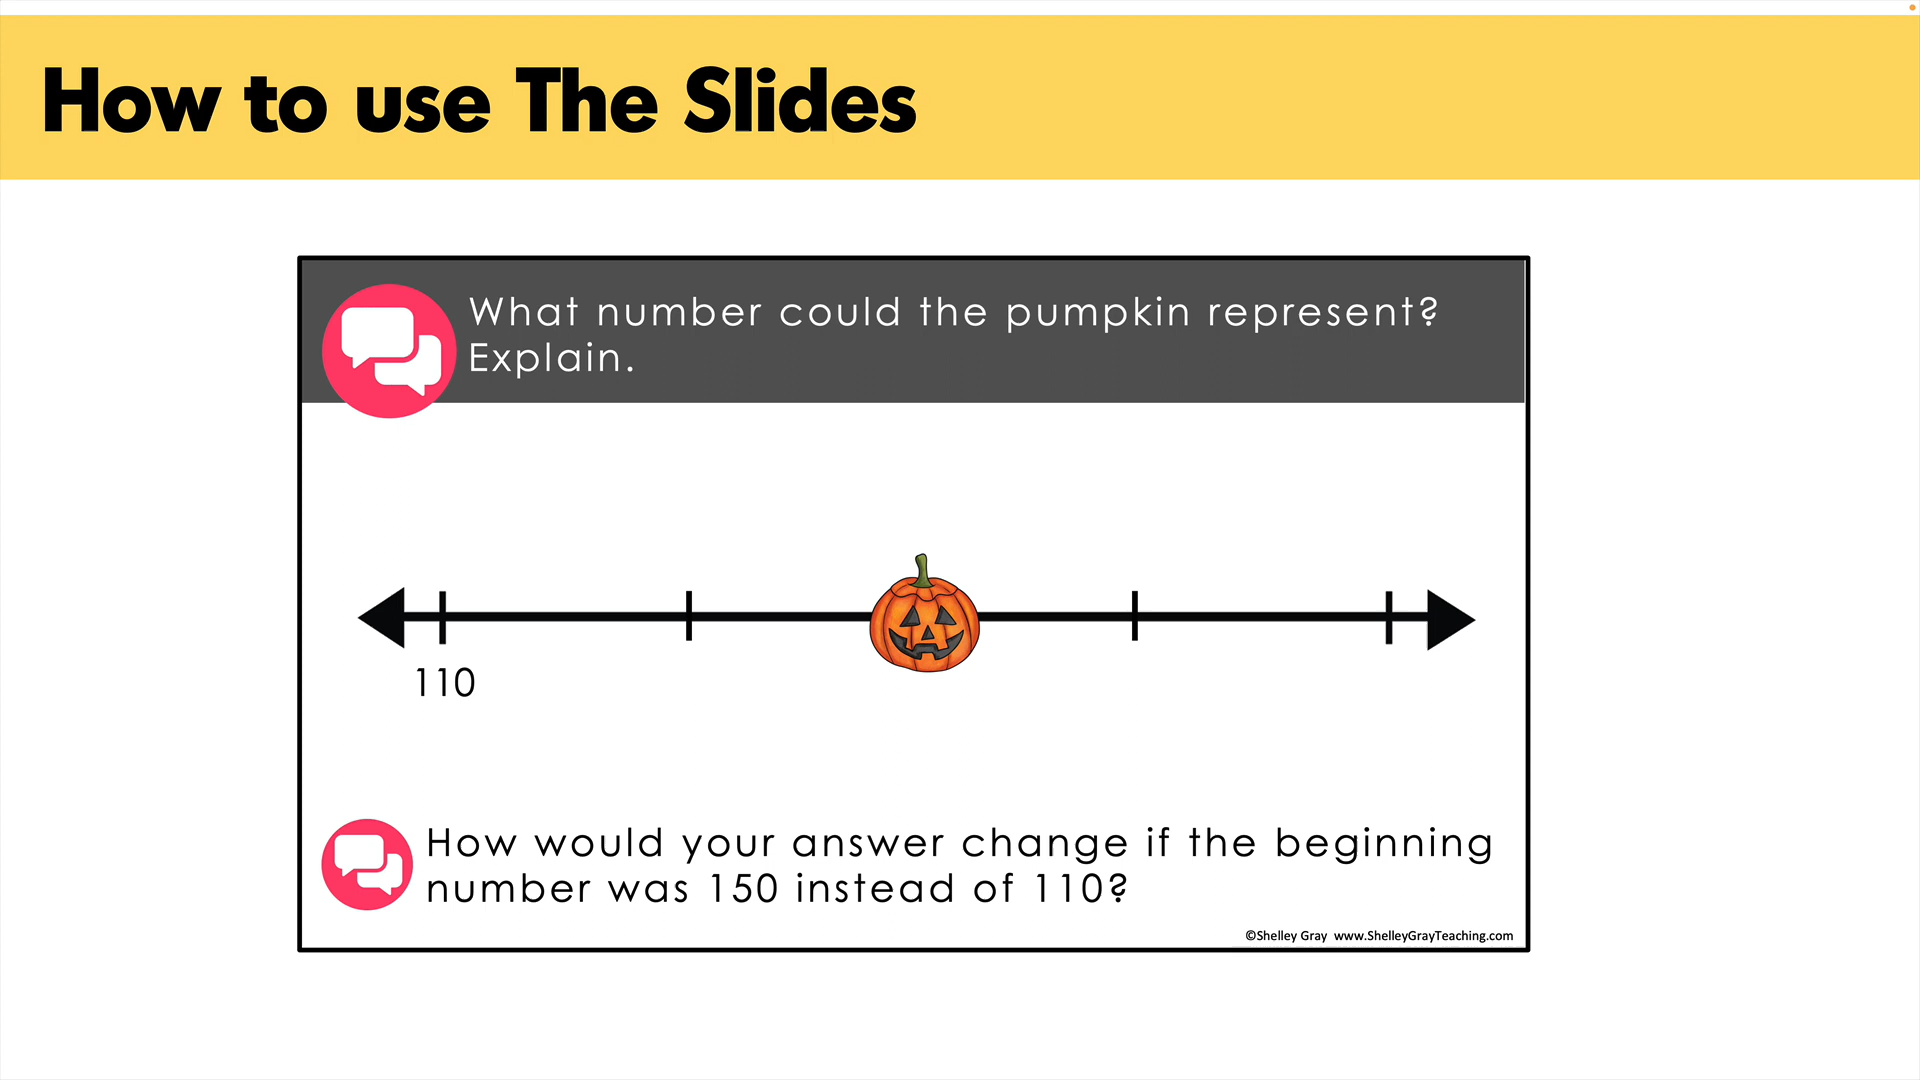 How to use The Slides
What number could the pumpkin represent?
Explain.
110
How would your answer change if the beginning
number was 150 instead of 110?
©Shelley Gray www.ShelleyGrayTeaching.com